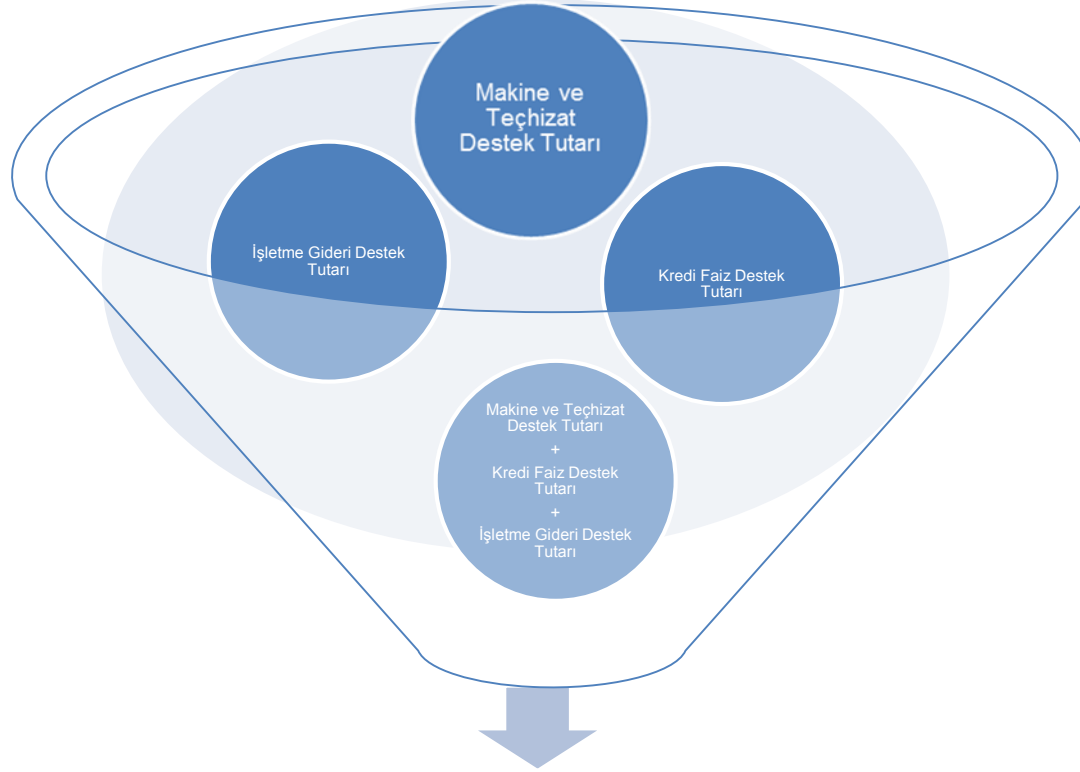 Makine ve
Teçhizat
Destek Tutarı
İşletme Gideri Destek
Tutarı
Kredi Faiz Destek
Tutarı
Makine ve Teçhizat
Destek Tutarı
+
Kredi Faiz Destek
Tutarı
+
İşletme Gideri Destek
Tutarı